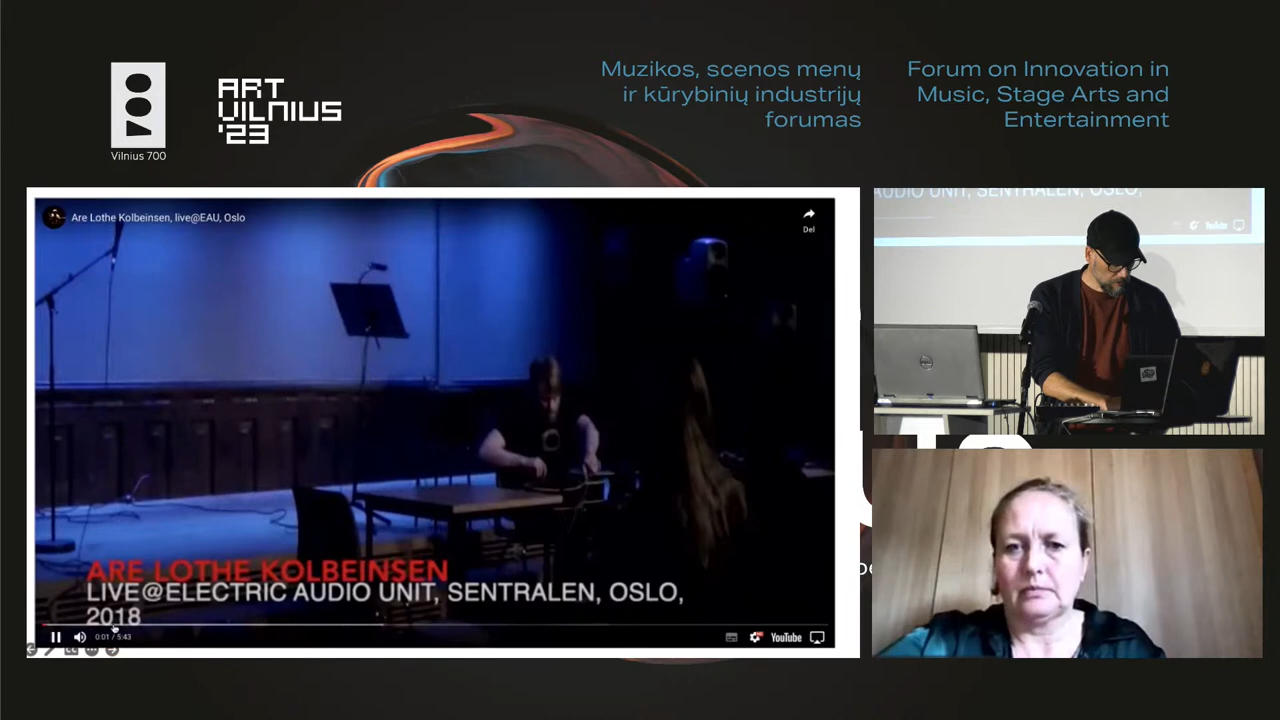 Vilnius 700
ART
VILNIUS
'23
Muzikos, scenos menų
ir kūrybinių industrijų
forumas
Forum on Innovation in
Music, Stage Arts and
Entertainment
Are Lothe Kolbeinsen, live@EAU, Oslo
Del
ARE LOTHE KOLBEINSEN
LIVE@ELECTRIC AUDIO UNIT, SENTRALEN, OSLO,
2018
0:01 / 5:43
YouTube
AUDIO UNIT, SENTRALEN, OSLO,
YouTube
DELL